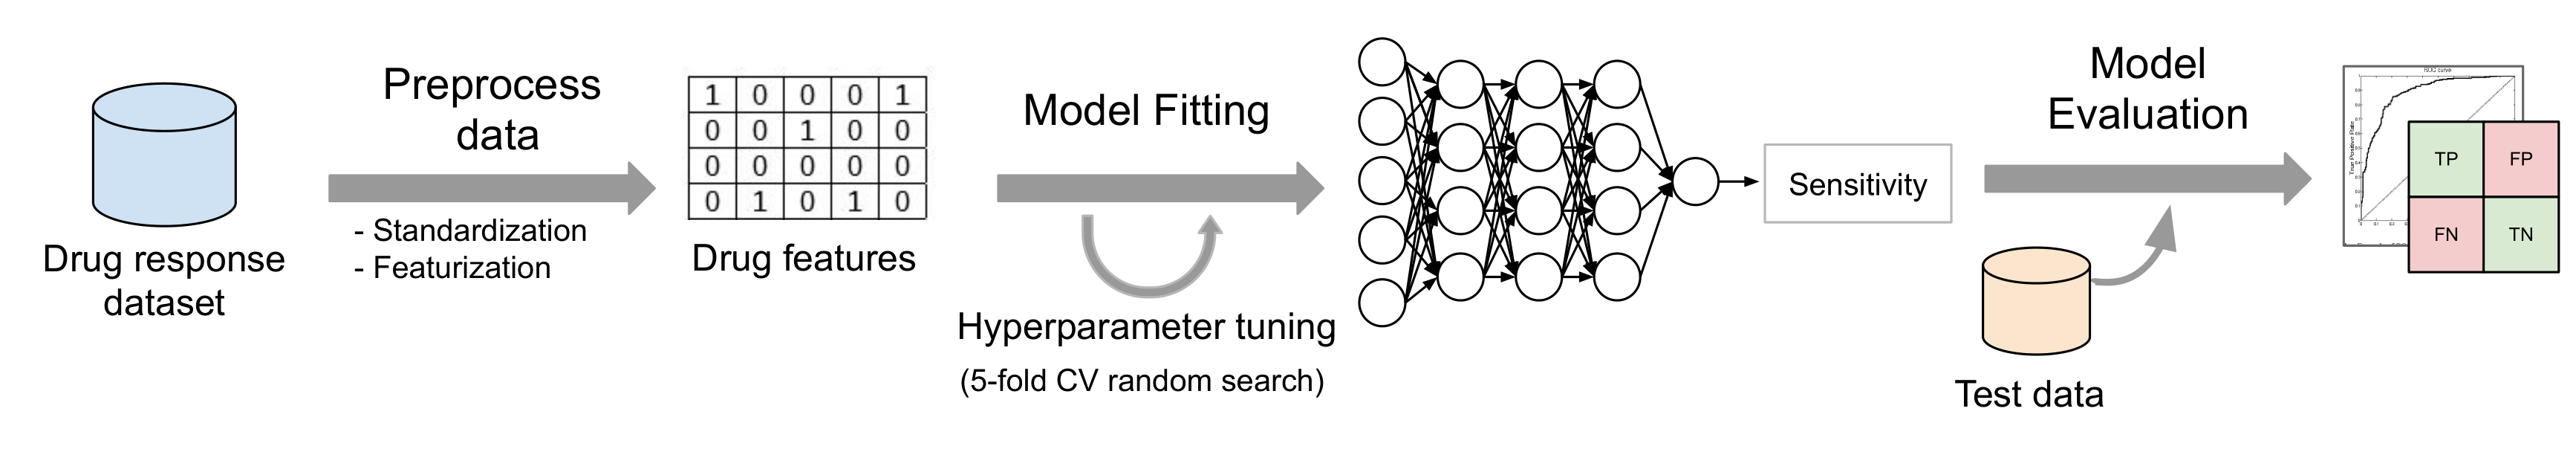 Drug response
dataset
Preprocess
data
- Standardization
- Featurization
1 0 0 0 1
0 0 1 0 0
0 0 0 0 0
0 1 0 1 0
Drug features
Model Fitting
Hyperparameter tuning
(5-fold CV random search)
Sensitivity
Model
Evaluation
Test data
ROC curve
True Positive Rate
TP FP
FN TN